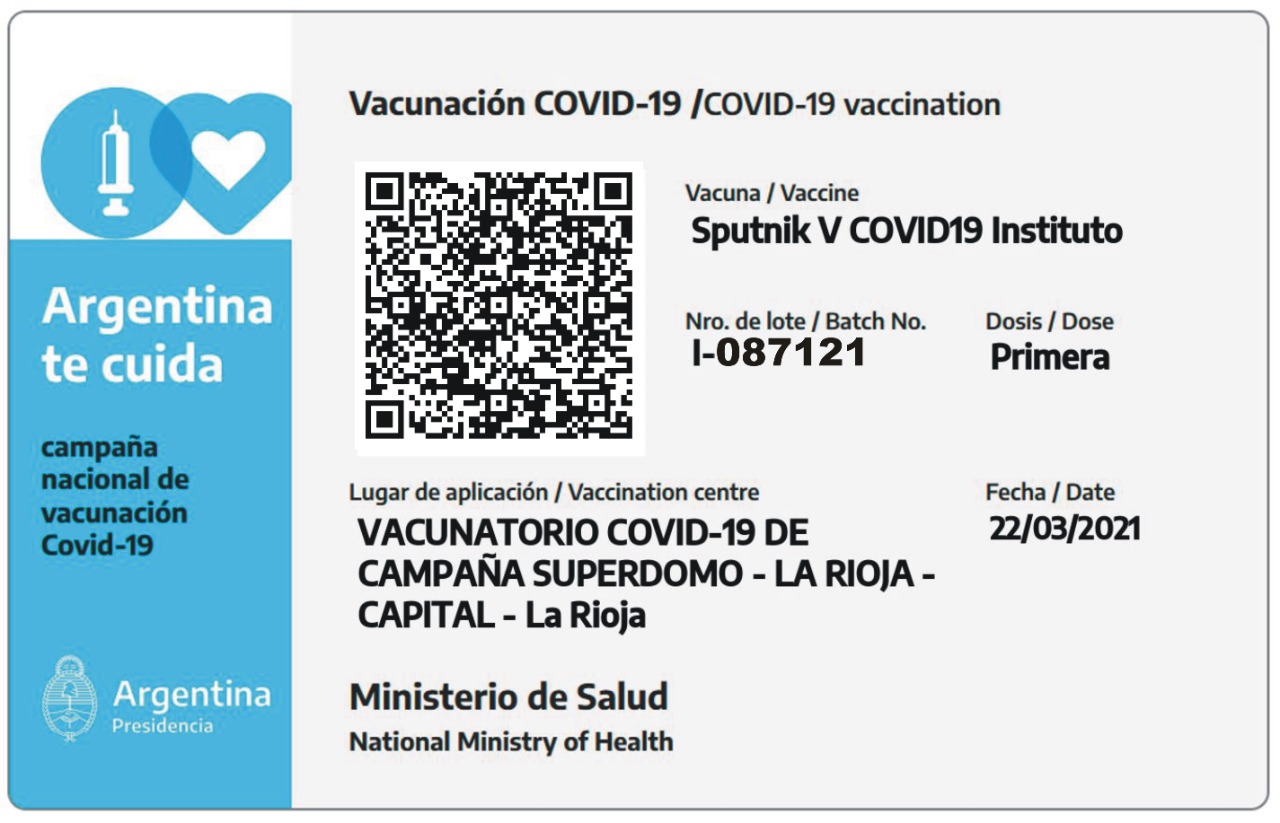 Vacunación COVID-19 /COVID-19 vaccination
Vacuna / Vaccine
Sputnik V COVID19 Instituto
Nro. de lote / Batch No.
I-087121
Dosis / Dose
Primera
Lugar de aplicación / Vaccination centre
VACUNATORIO COVID-19 DE
CAMPAÑA SUPERDOMO - LA RIOJA -
CAPITAL - La Rioja
Fecha / Date
22/03/2021
Ministerio de Salud
National Ministry of Health
Argentina
te cuida
campaña
nacional de
vacunación
Covid-19
Argentina
Presidencia